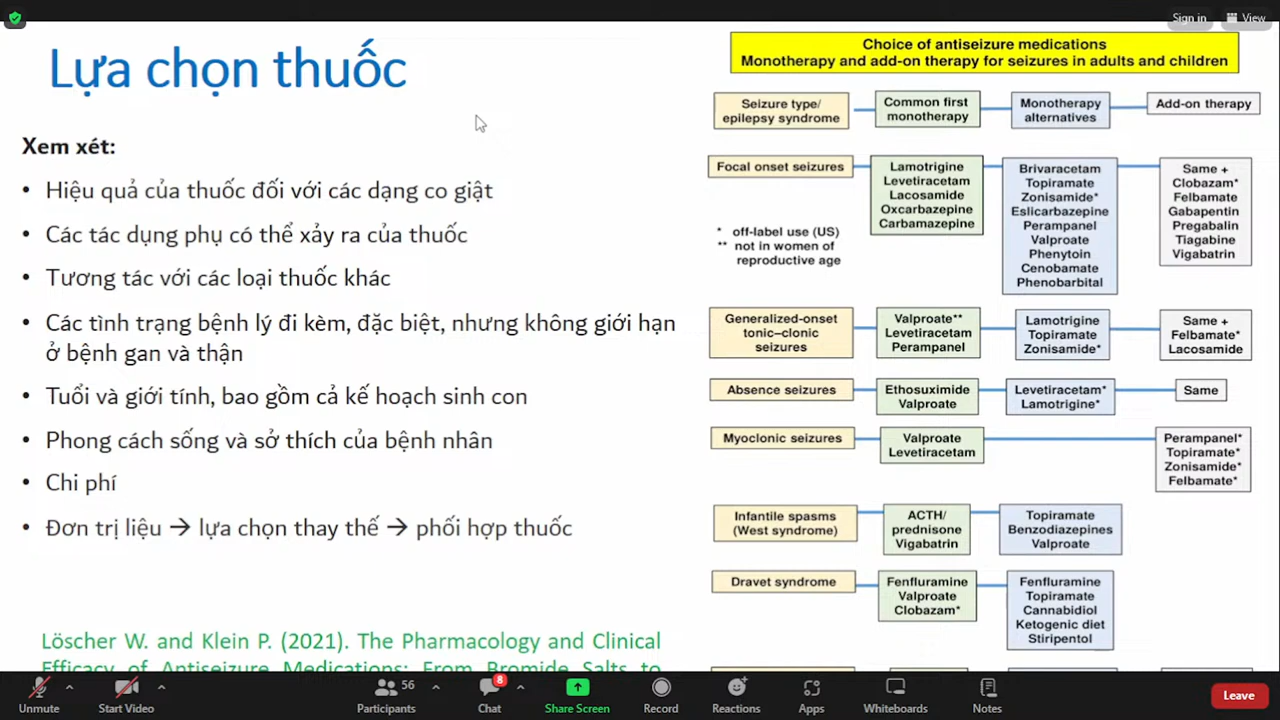 Sign in
View
Lựa chọn thuốc
Xem xét:
• Hiệu quả của thuốc đối với các dạng co giật
• Các tác dụng phụ có thể xảy ra của thuốc
• Tương tác với các loại thuốc khác
• Các tình trạng bệnh lý đi kèm, đặc biệt, nhưng không giới hạn
ở bệnh gan và thận
• Tuổi và giới tính, bao gồm cả kế hoạch sinh con
• Phong cách sống và sở thích của bệnh nhân
• Chi phí
• Đơn trị liệu → lựa chọn thay thế → phối hợp thuốc
Löscher W. and Klein P. (2021). The Pharmacology and Clinical
Efficacy of Antiseizure Medications: From Bromide Salts to
Choice of antiseizure medications
Monotherapy and add-on therapy for seizures in adults and children
Seizure type/
epilepsy syndrome
Common first
monotherapy
Monotherapy
alternatives
Add-on therapy
Focal onset seizures
Lamotrigine
Levetiracetam
Lacosamide
Oxcarbazepine
Carbamazepine
Brivaracetam
Topiramate
Zonisamide*
Eslicarbazepine
Perampanel
Valproate
Phenytoin
Cenobamate
Phenobarbital
Same +
Clobazam*
Felbamate
Gabapentin
Pregabalin
Tiagabine
Vigabatrin
* off-label use (US)
** not in women of
reproductive age
Generalized-onset
tonic–clonic
seizures
Valproate**
Levetiracetam
Perampanel
Lamotrigine
Topiramate
Zonisamide*
Same +
Felbamate*
Lacosamide
Absence seizures
Ethosuximide
Valproate
Levetiracetam*
Lamotrigine*
Same
Myoclonic seizures
Valproate
Levetiracetam
Perampanel*
Topiramate*
Zonisamide*
Felbamate*
Infantile spasms
(West syndrome)
ACTH/
prednisone
Vigabatrin
Topiramate
Benzodiazepines
Valproate
Dravet syndrome
Fenfluramine
Valproate
Clobazam*
Fenfluramine
Topiramate
Cannabidiol
Ketogenic diet
Stiripentol
Unmute
Start Video
56
Participants
8
Chat
Share Screen
Record
Reactions
Apps
Whiteboards
Notes
Leave